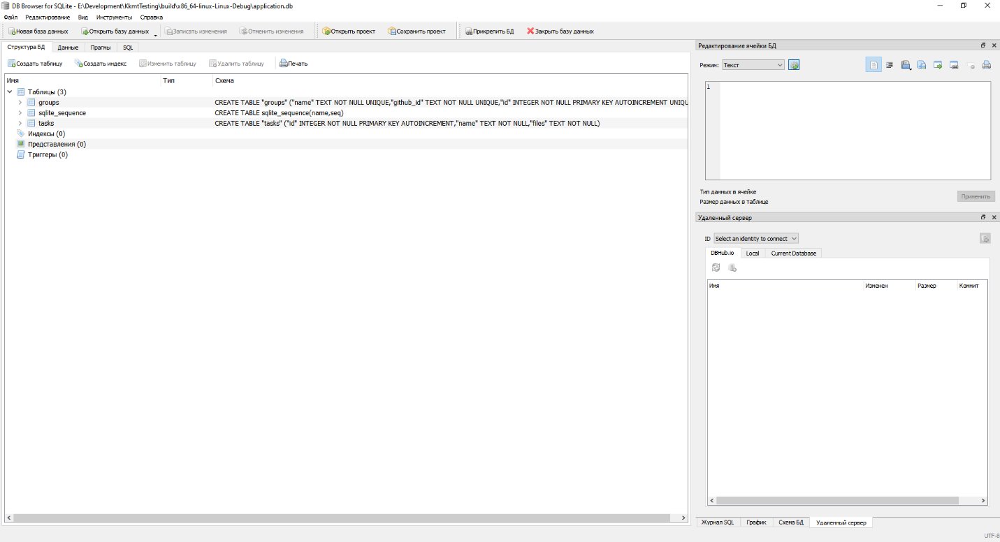 DB Browser for SQLite - E:\Development\KkmtTesting\build\x86_64-linux-Linux-Debug\application.db
Файл Редактирование Вид Инструменты Справка
Новая база данных Открыть базу данных Записать изменения Отменить изменения Открыть проект Сохранить проект Прикрепить БД Закрыть базу данных
Структура БД Данные Прагмы SQL
Создать таблицу Создать индекс Изменить таблицу Удалить таблицу Печать
Имя Тип Схема
Таблицы (3)
groups CREATE TABLE "groups" ("name" TEXT NOT NULL UNIQUE,"github_id" TEXT NOT NULL UNIQUE,"id" INTEGER NOT NULL PRIMARY KEY AUTOINCREMENT UNIQU
sqlite_sequence CREATE TABLE sqlite_sequence(name,seq)
tasks CREATE TABLE "tasks" ("id" INTEGER NOT NULL PRIMARY KEY AUTOINCREMENT,"name" TEXT NOT NULL,"files" TEXT NOT NULL)
Индексы (0)
Представления (0)
Триггеры (0)
Редактирование ячейки БД
Режим: Текст
1
Тип данных в ячейке
Размер данных в таблице
Применить
Удаленный сервер
ID Select an identity to connect
DBHub.io Local Current Database
Имя Изменен Размер Коммит
Журнал SQL График Схема БД Удаленный сервер
UTF-8